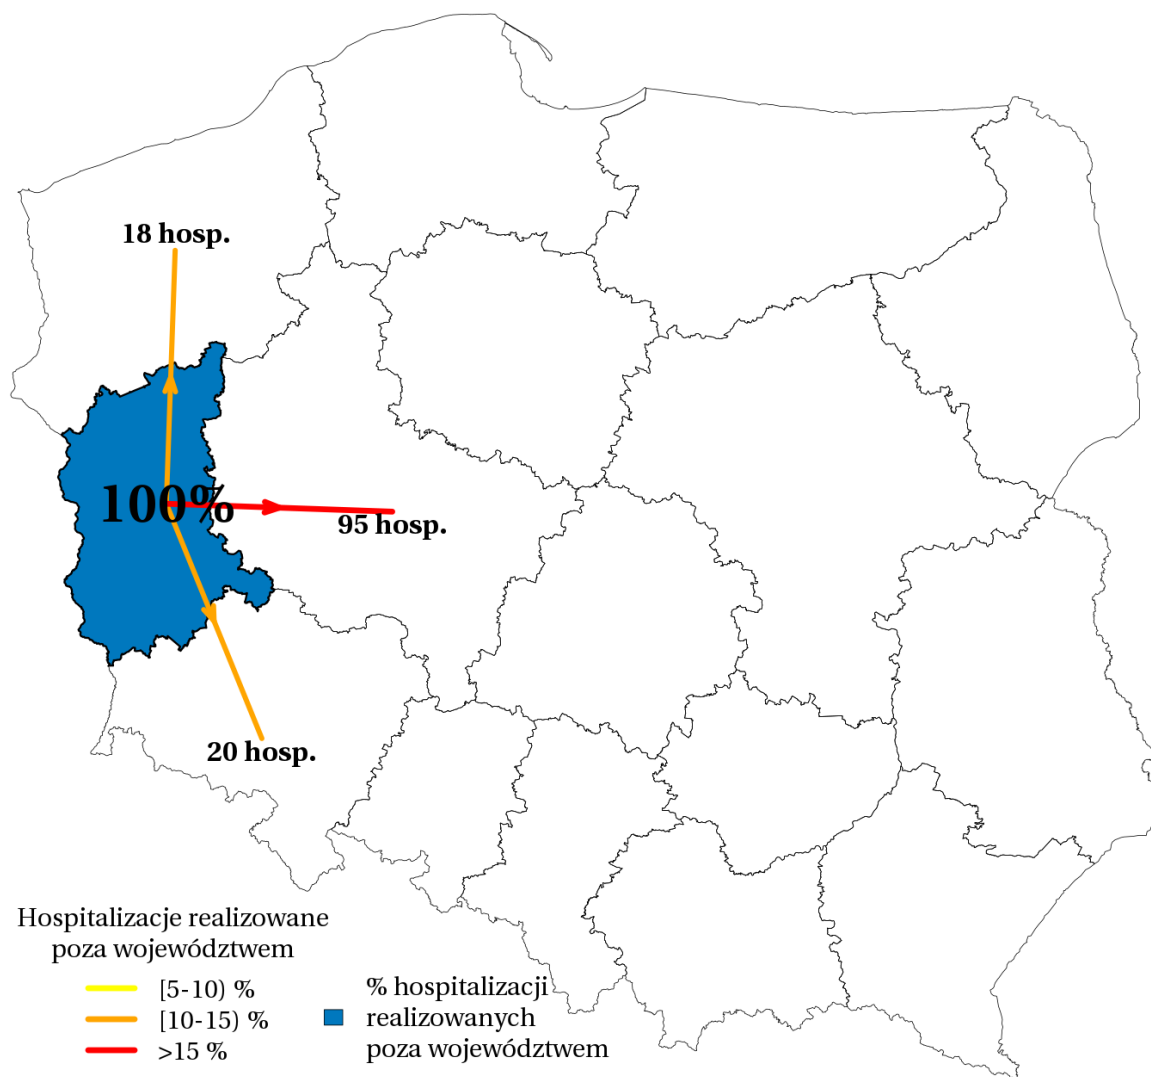 18 hosp.
100%
95 hosp.
20 hosp.
Hospitalizacje realizowane
poza województwem
[5-10) %
[10-15) %
>15 %
% hospitalizacji
realizowanych
poza województwem